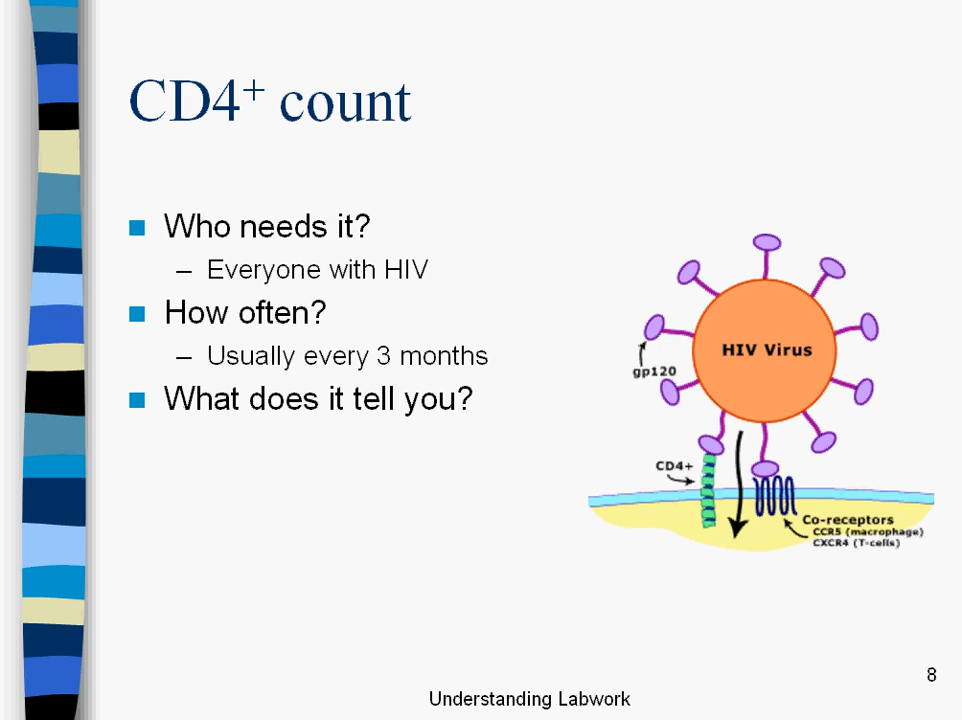 CD4+ count
Who needs it?
– Everyone with HIV
How often?
– Usually every 3 months
What does it tell you?
HIV Virus
gp120
CD4+
Co-receptors
CCR5 (macrophage)
CXCR4 (T-cells)
8
Understanding Labwork